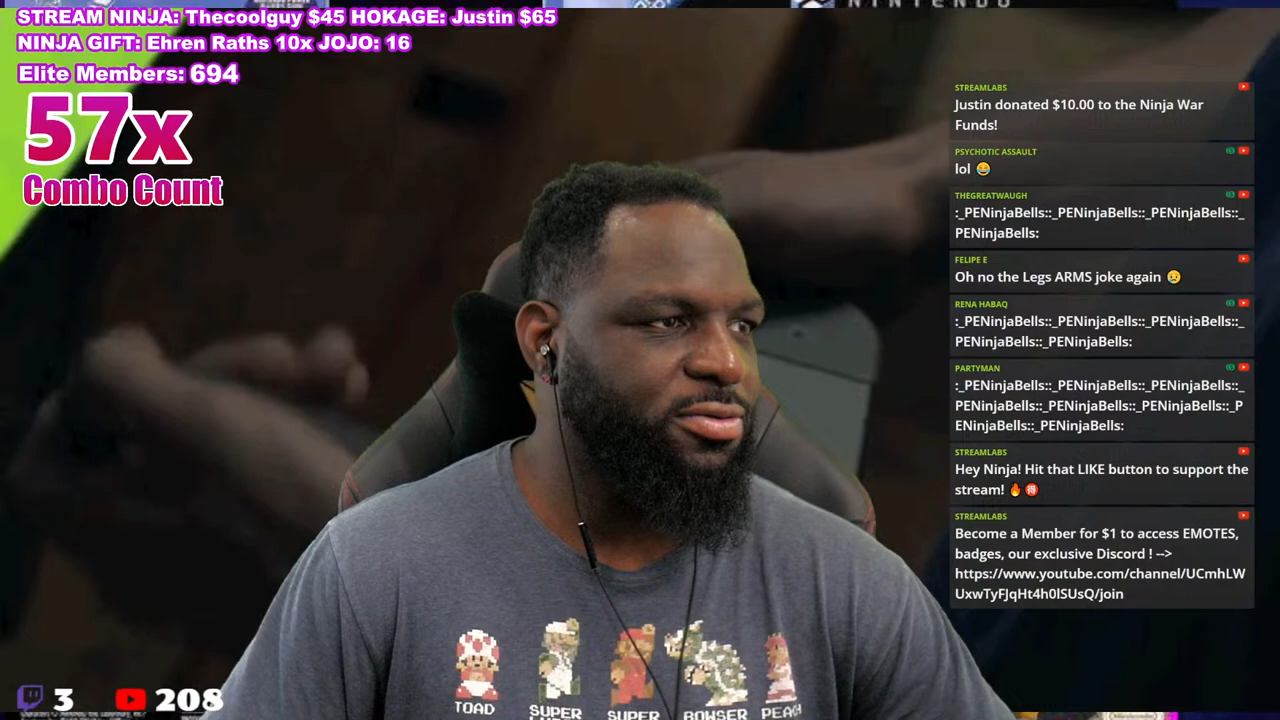 NINTENDO
STREAM NINJA: Thecoolguy $45 HOKAGE: Justin $65
NINJA GIFT: Ehren Raths 10x JOJO: 16
Elite Members: 694
57x
Combo Count
STREAMLABS
Justin donated $10.00 to the Ninja War
Funds!
PSYCHOTIC ASSAULT
lol 😂
THEGREATWAUGH
:_PENinjaBells::_PENinjaBells::_PENinjaBells::_
PENinjaBells:
FELIPE E
Oh no the Legs ARMS joke again 😥
RENA HABAQ
:_PENinjaBells::_PENinjaBells::_PENinjaBells::_
PENinjaBells::_PENinjaBells:
PARTYMAN
:_PENinjaBells::_PENinjaBells::_PENinjaBells::_
PENinjaBells::_PENinjaBells::_PENinjaBells::_P
ENinjaBells::_PENinjaBells:
STREAMLABS
Hey Ninja! Hit that LIKE button to support the
stream! 🔥🉐
STREAMLABS
Become a Member for $1 to access EMOTES,
badges, our exclusive Discord ! -->
https://www.youtube.com/channel/UCmhLW
UxwTyFJqHt4h0lSUsQ/join
TOAD
SUPER
SUPER
BOWSER
PEACH
3
208